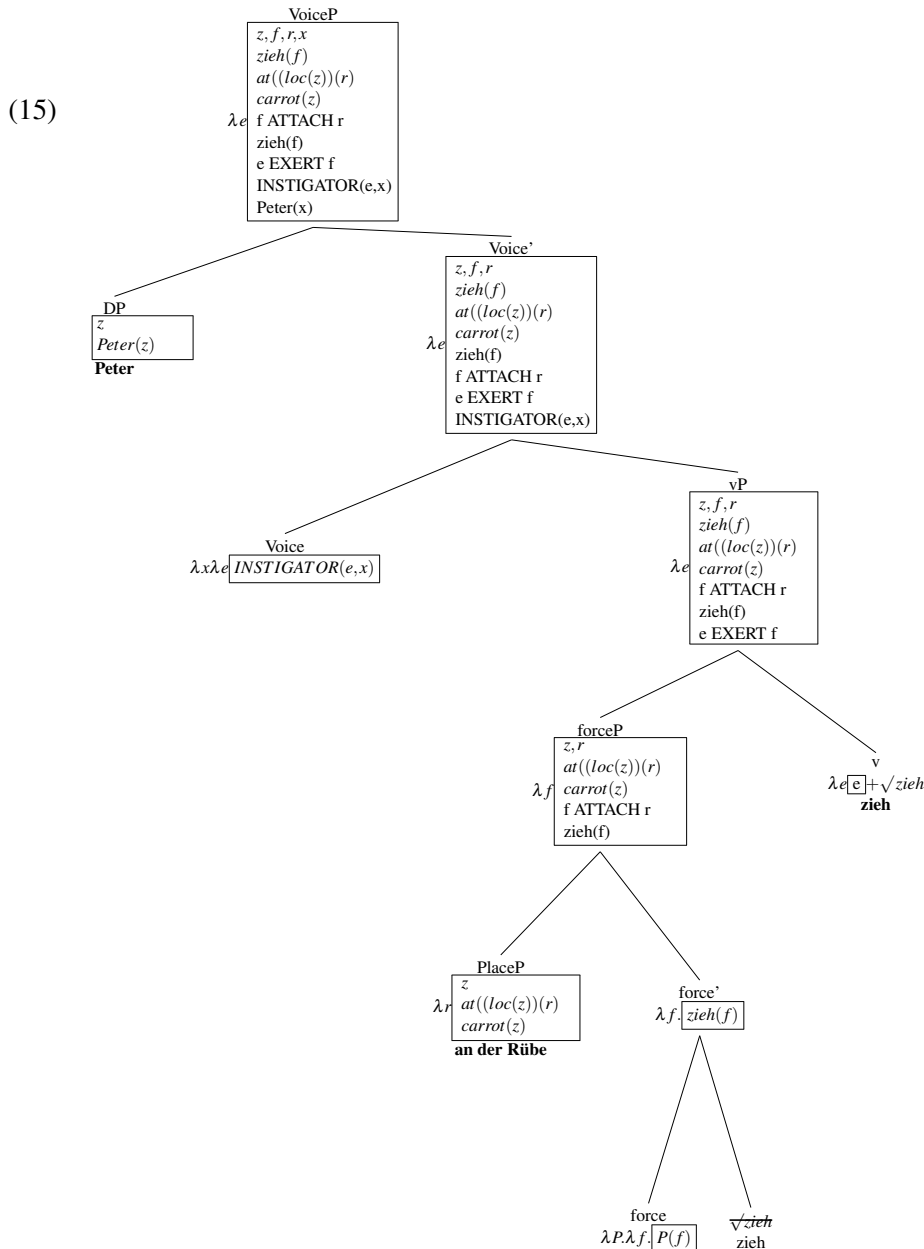 (15)
VoiceP
z, f, r, x
zieh(f)
at((loc(z))(r)
carrot(z)
λe f ATTACH r
zieh(f)
e EXERT f
INSTIGATOR(e,x)
Peter(x)
DP
z
Peter(z)
Peter
Voice’
z, f, r
zieh(f)
at((loc(z))(r)
carrot(z)
λe zieh(f)
f ATTACH r
e EXERT f
INSTIGATOR(e,x)
Voice
λxλe INSTIGATOR(e,x)
vP
z, f, r
zieh(f)
at((loc(z))(r)
λe carrot(z)
f ATTACH r
zieh(f)
e EXERT f
forceP
z, r
at((loc(z))(r)
λf carrot(z)
f ATTACH r
zieh(f)
v
λe e +√zieh
zieh
PlaceP
z
λr at((loc(z))(r)
carrot(z)
an der Rübe
force’
λf. zieh(f)
force
λP.λf. P(f)
√zieh
zieh